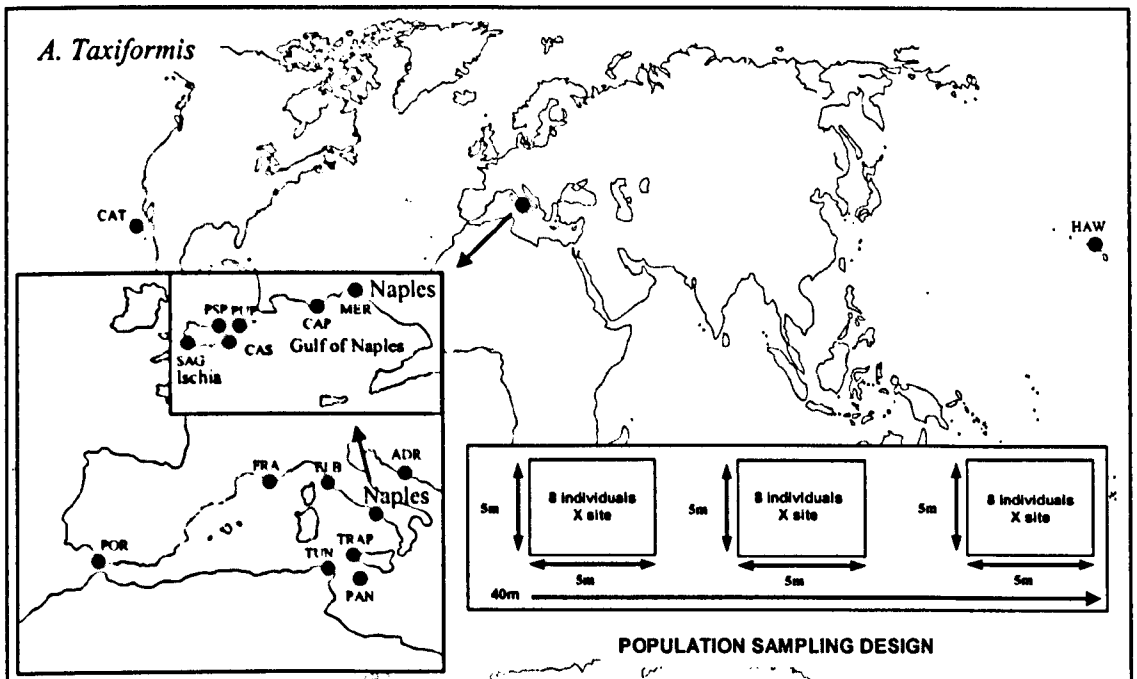 A. Taxiformis
CAT
HAW
Naples
PSP PUP
CAP
MER
SAG
CAS
Gulf of Naples
Ischia
FRA
ELB
ADR
Naples
POR
TUN
TRAP
PAN
5m
8 individuals
X site
5m
5m
8 individuals
X site
5m
5m
8 individuals
X site
5m
40m
POPULATION SAMPLING DESIGN